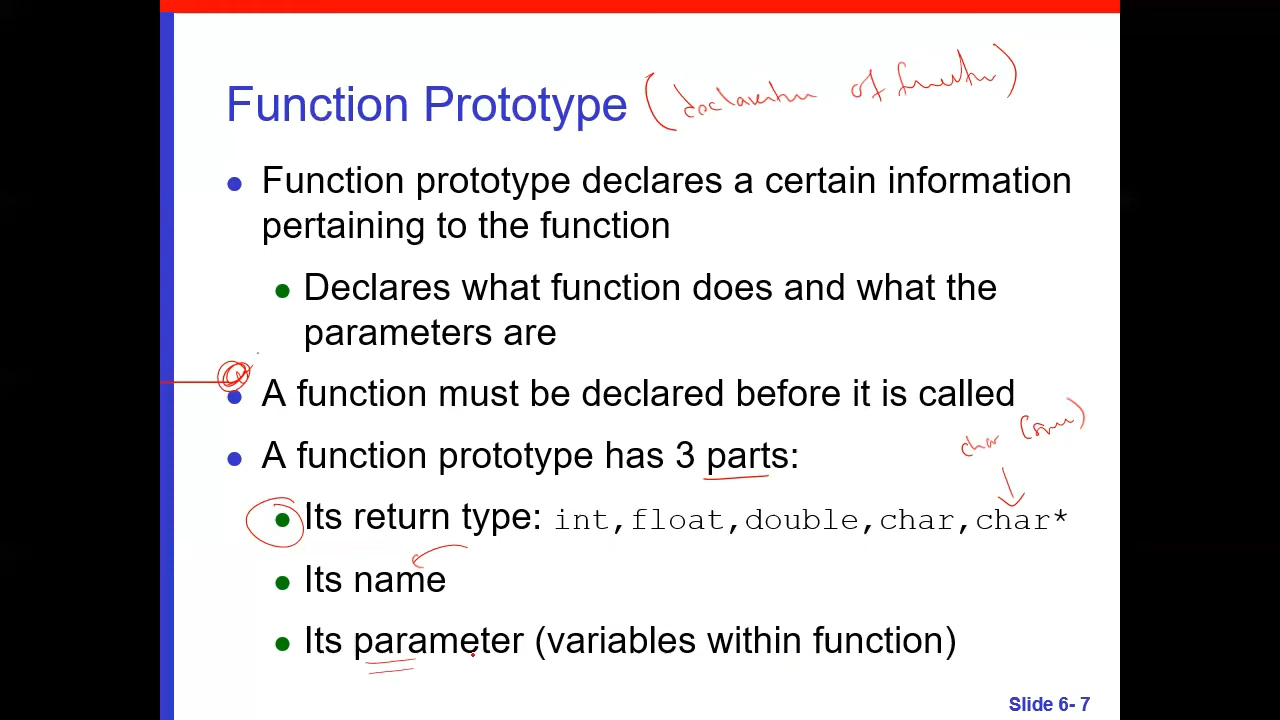 Function Prototype (declaration of function)
Function prototype declares a certain information
pertaining to the function
Declares what function does and what the
parameters are
A function must be declared before it is called
char
A function prototype has 3 parts:
Its return type: int,float,double,char,char*
Its name
Its parameter (variables within function)
Slide 6- 7